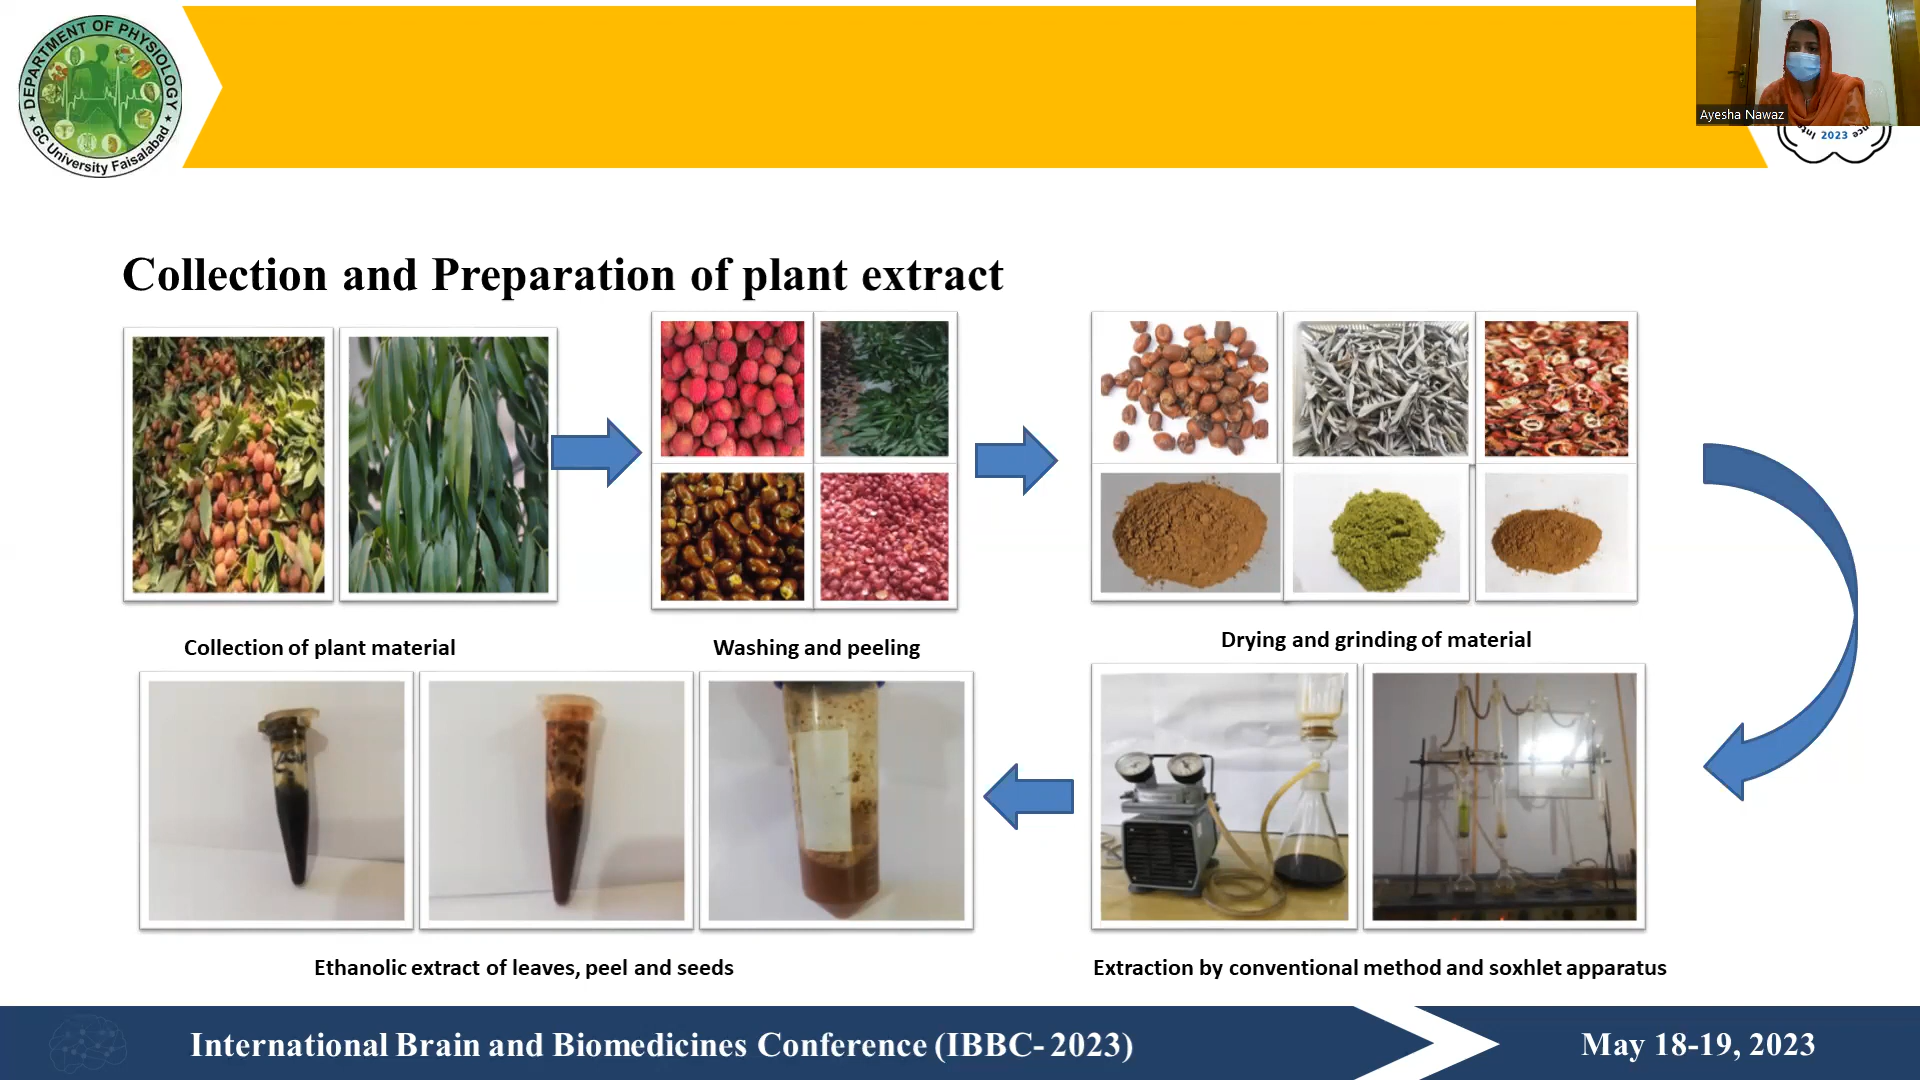 DEPARTMENT OF PHYSIOLOGY
GC University Faisalabad
Ayesha Nawaz
2023
Collection and Preparation of plant extract
Collection of plant material
Washing and peeling
Drying and grinding of material
Ethanolic extract of leaves, peel and seeds
Extraction by conventional method and soxhlet apparatus
International Brain and Biomedicines Conference (IBBC- 2023)
May 18-19, 2023